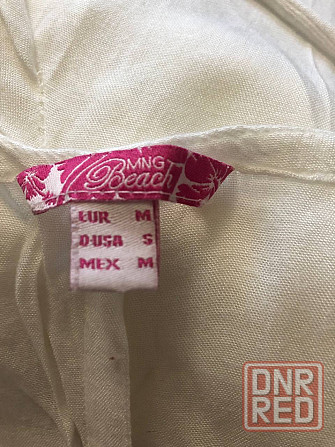 MNG
Beach
EUR M
D-USA S
MEX M
DNR
RED